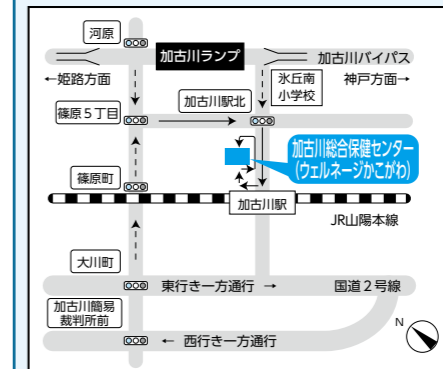 河原
加古川ランプ
加古川バイパス
←姫路方面
氷丘南
小学校
神戸方面→
加古川駅北
篠原5丁目
加古川総合保健センター
(ウェルネージかこがわ)
篠原町
加古川駅
JR山陽本線
大川町
東行き一方通行 →
国道2号線
加古川簡易
裁判所前
← 西行き一方通行
N